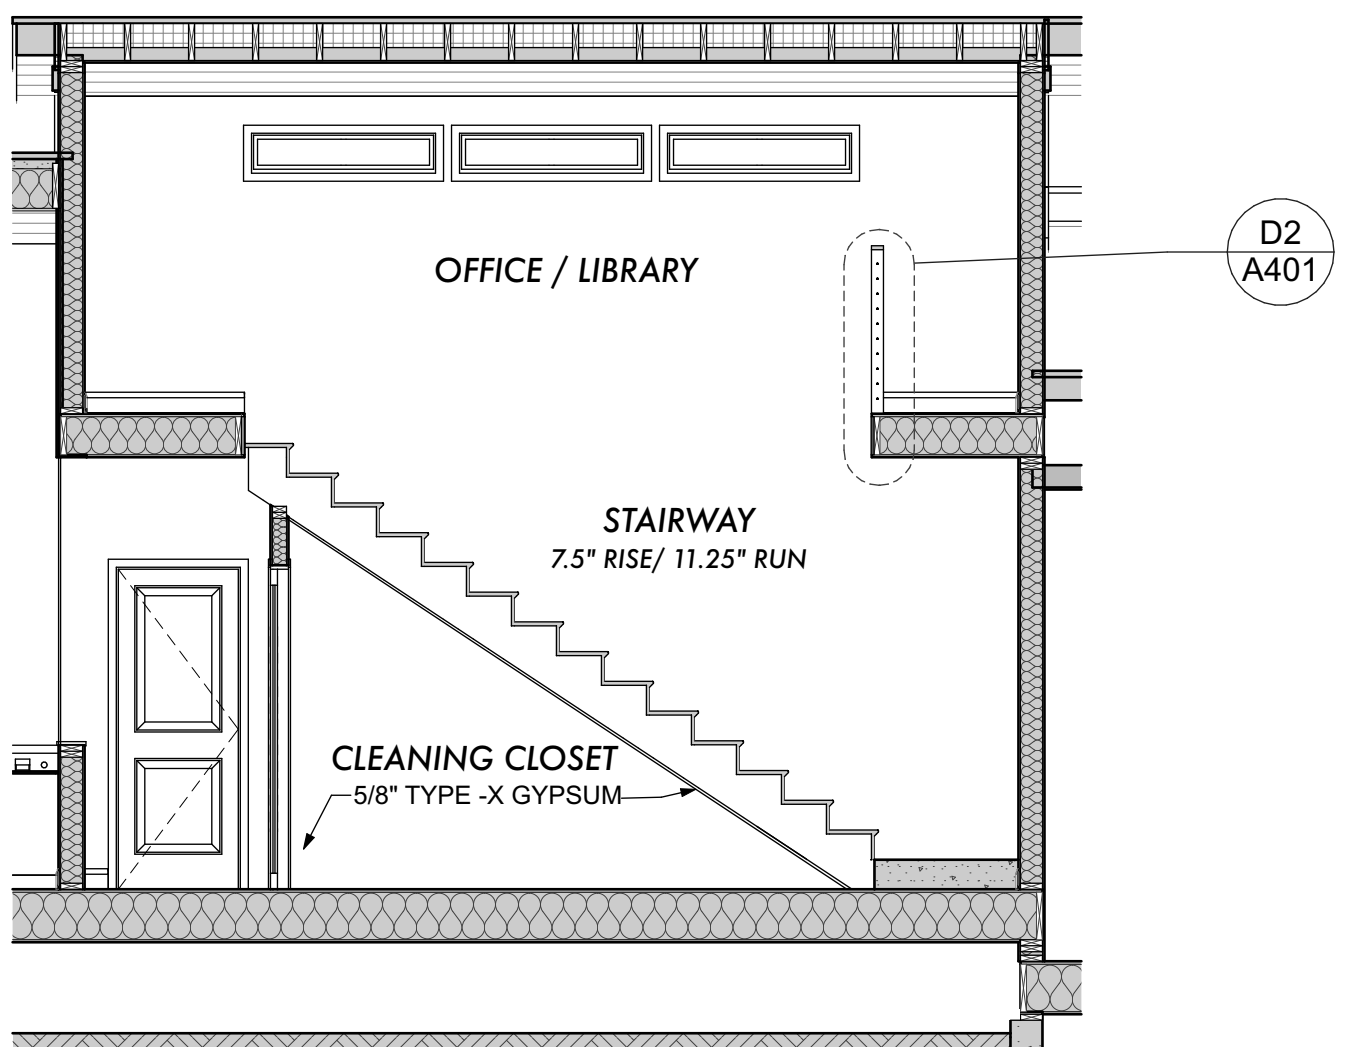 D2
A401
OFFICE / LIBRARY
STAIRWAY
7.5" RISE/ 11.25" RUN
CLEANING CLOSET
5/8" TYPE -X GYPSUM